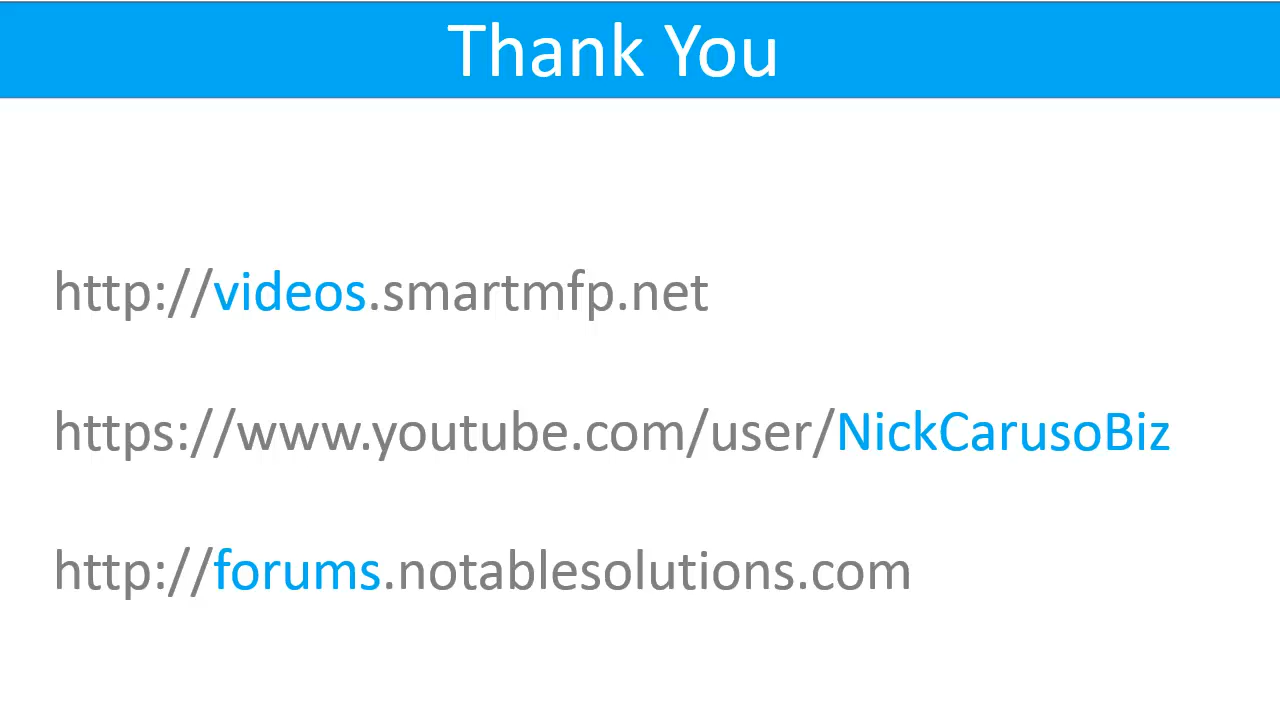 Thank You
http://videos.smartmfp.net
https://www.youtube.com/user/NickCarusoBiz
http://forums.notablesolutions.com